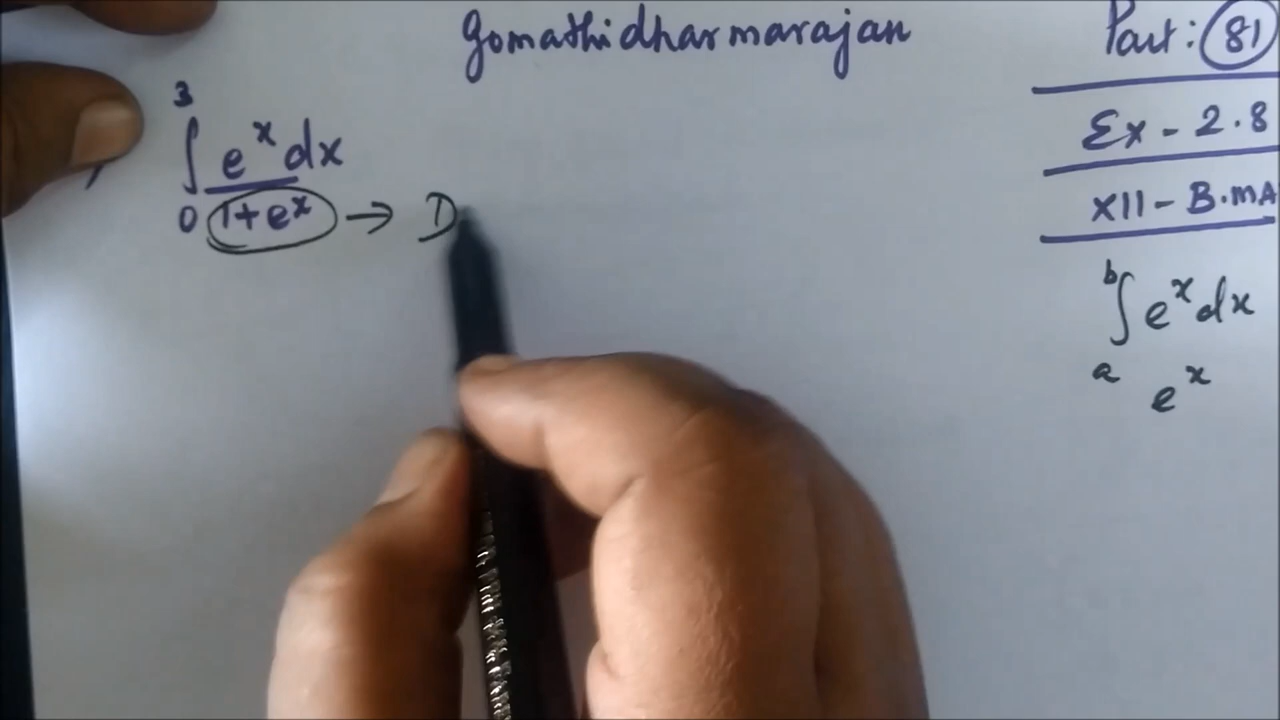 Gomathidharmarajan
Part: 81
Ex - 2.8
XII - B.MA
3
∫ e^x dx
0 1+e^x → D
b
∫ e^x dx
a
e^x